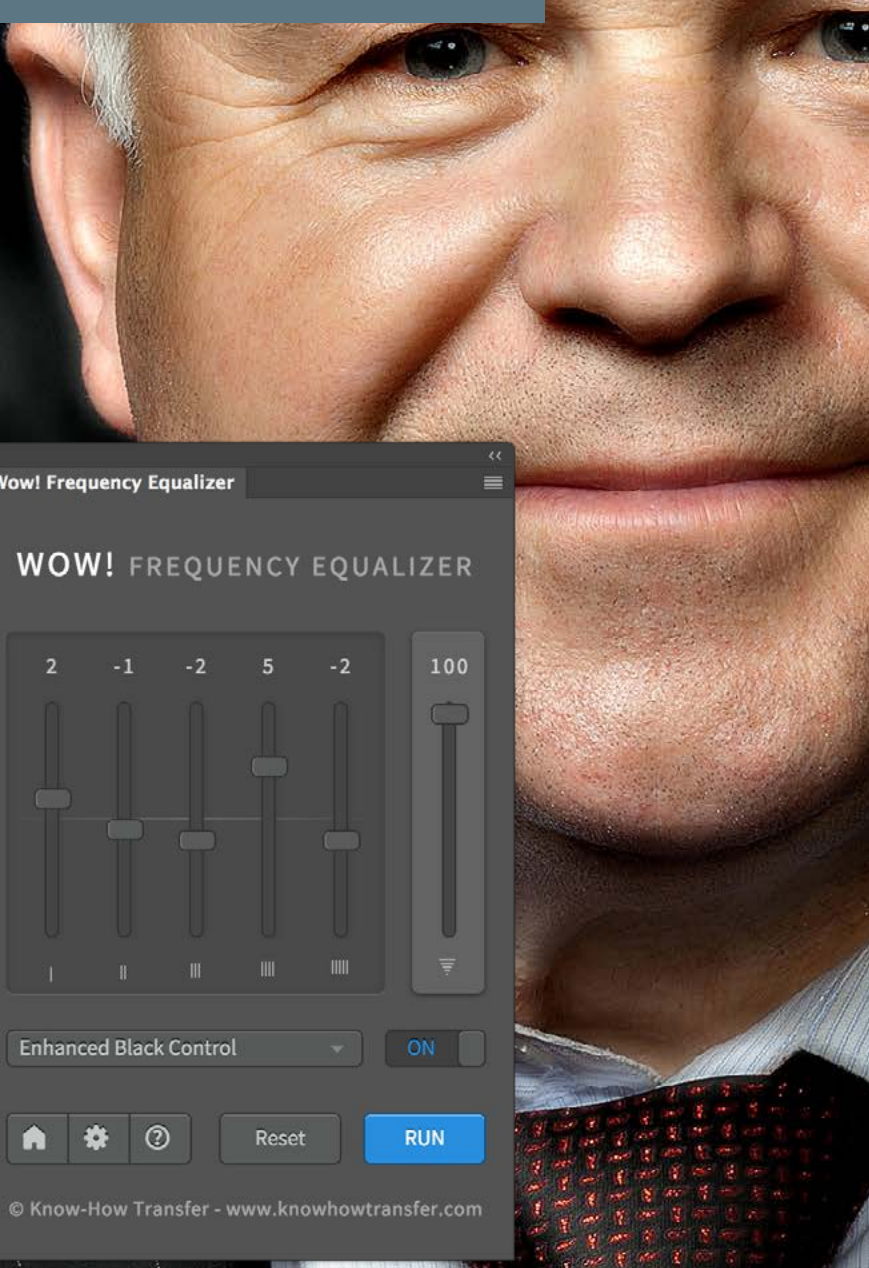 Wow! Frequency Equalizer
WOW! FREQUENCY EQUALIZER
2 -1 -2 5 -2 100
Enhanced Black Control ON
Reset RUN
© Know-How Transfer - www.knowhowtransfer.com